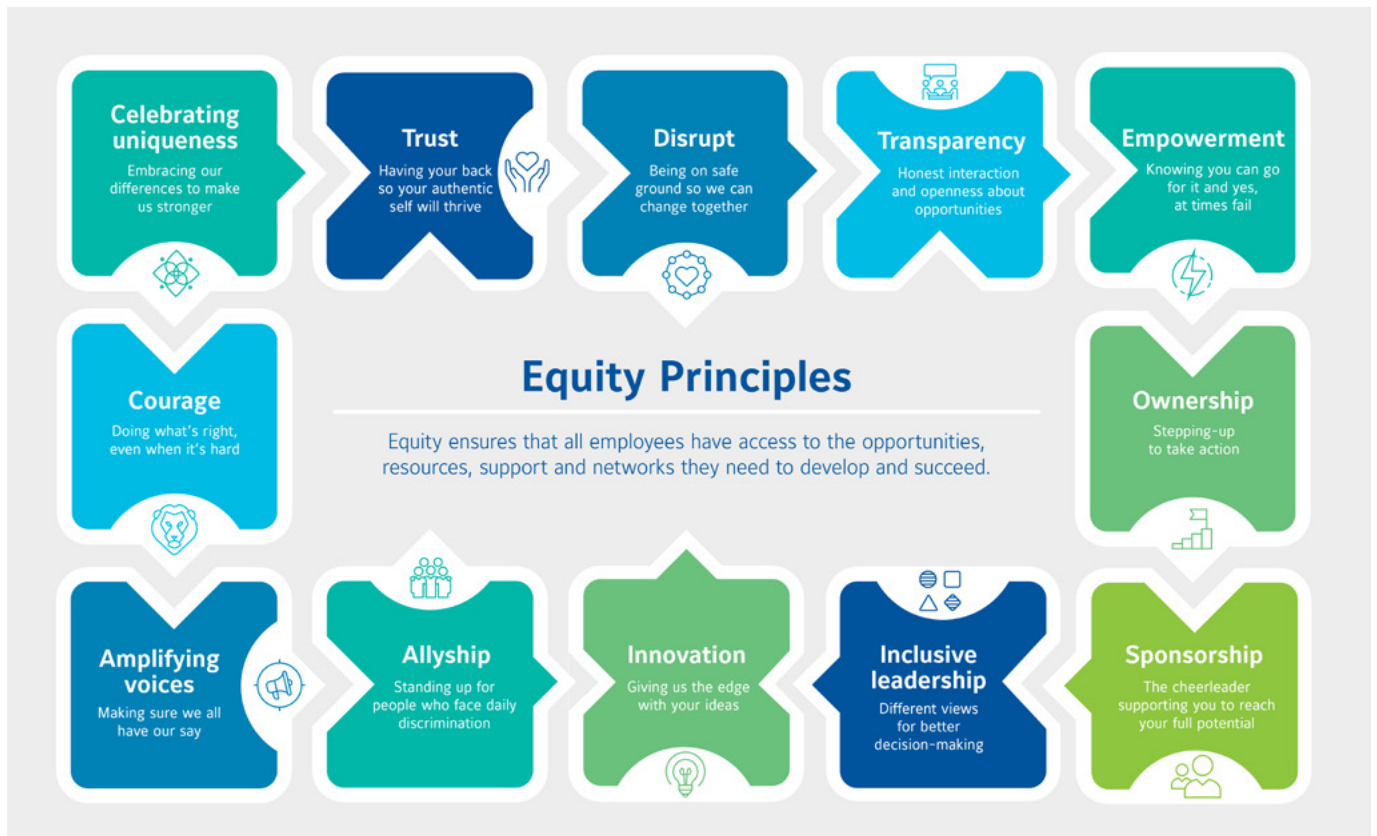 Celebrating
uniqueness
Embracing our
differences to make
us stronger
Trust
Having your back
so your authentic
self will thrive
Disrupt
Being on safe
ground so we can
change together
Transparency
Honest interaction
and openness about
opportunities
Empowerment
Knowing you can go
for it and yes,
at times fail
Equity Principles
Equity ensures that all employees have access to the opportunities,
resources, support and networks they need to develop and succeed.
Courage
Doing what's right,
even when it's hard
Ownership
Stepping-up
to take action
Amplifying
voices
Making sure we all
have our say
Allyship
Standing up for
people who face daily
discrimination
Innovation
Giving us the edge
with your ideas
Inclusive
leadership
Different views
for better
decision-making
Sponsorship
The cheerleader
supporting you to reach
your full potential